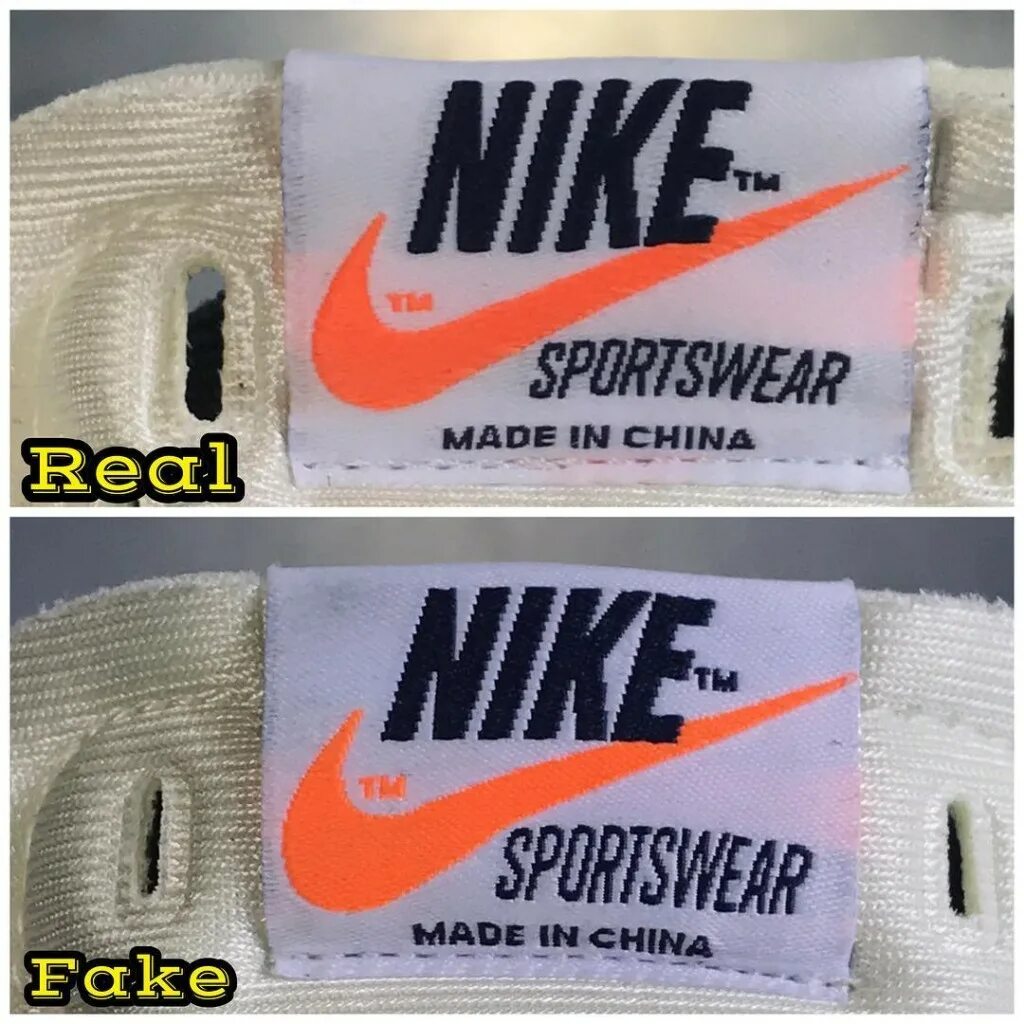 NIKE™
™
SPORTSWEAR
MADE IN CHINA
Real
NIKE™
™
SPORTSWEAR
MADE IN CHINA
Fake